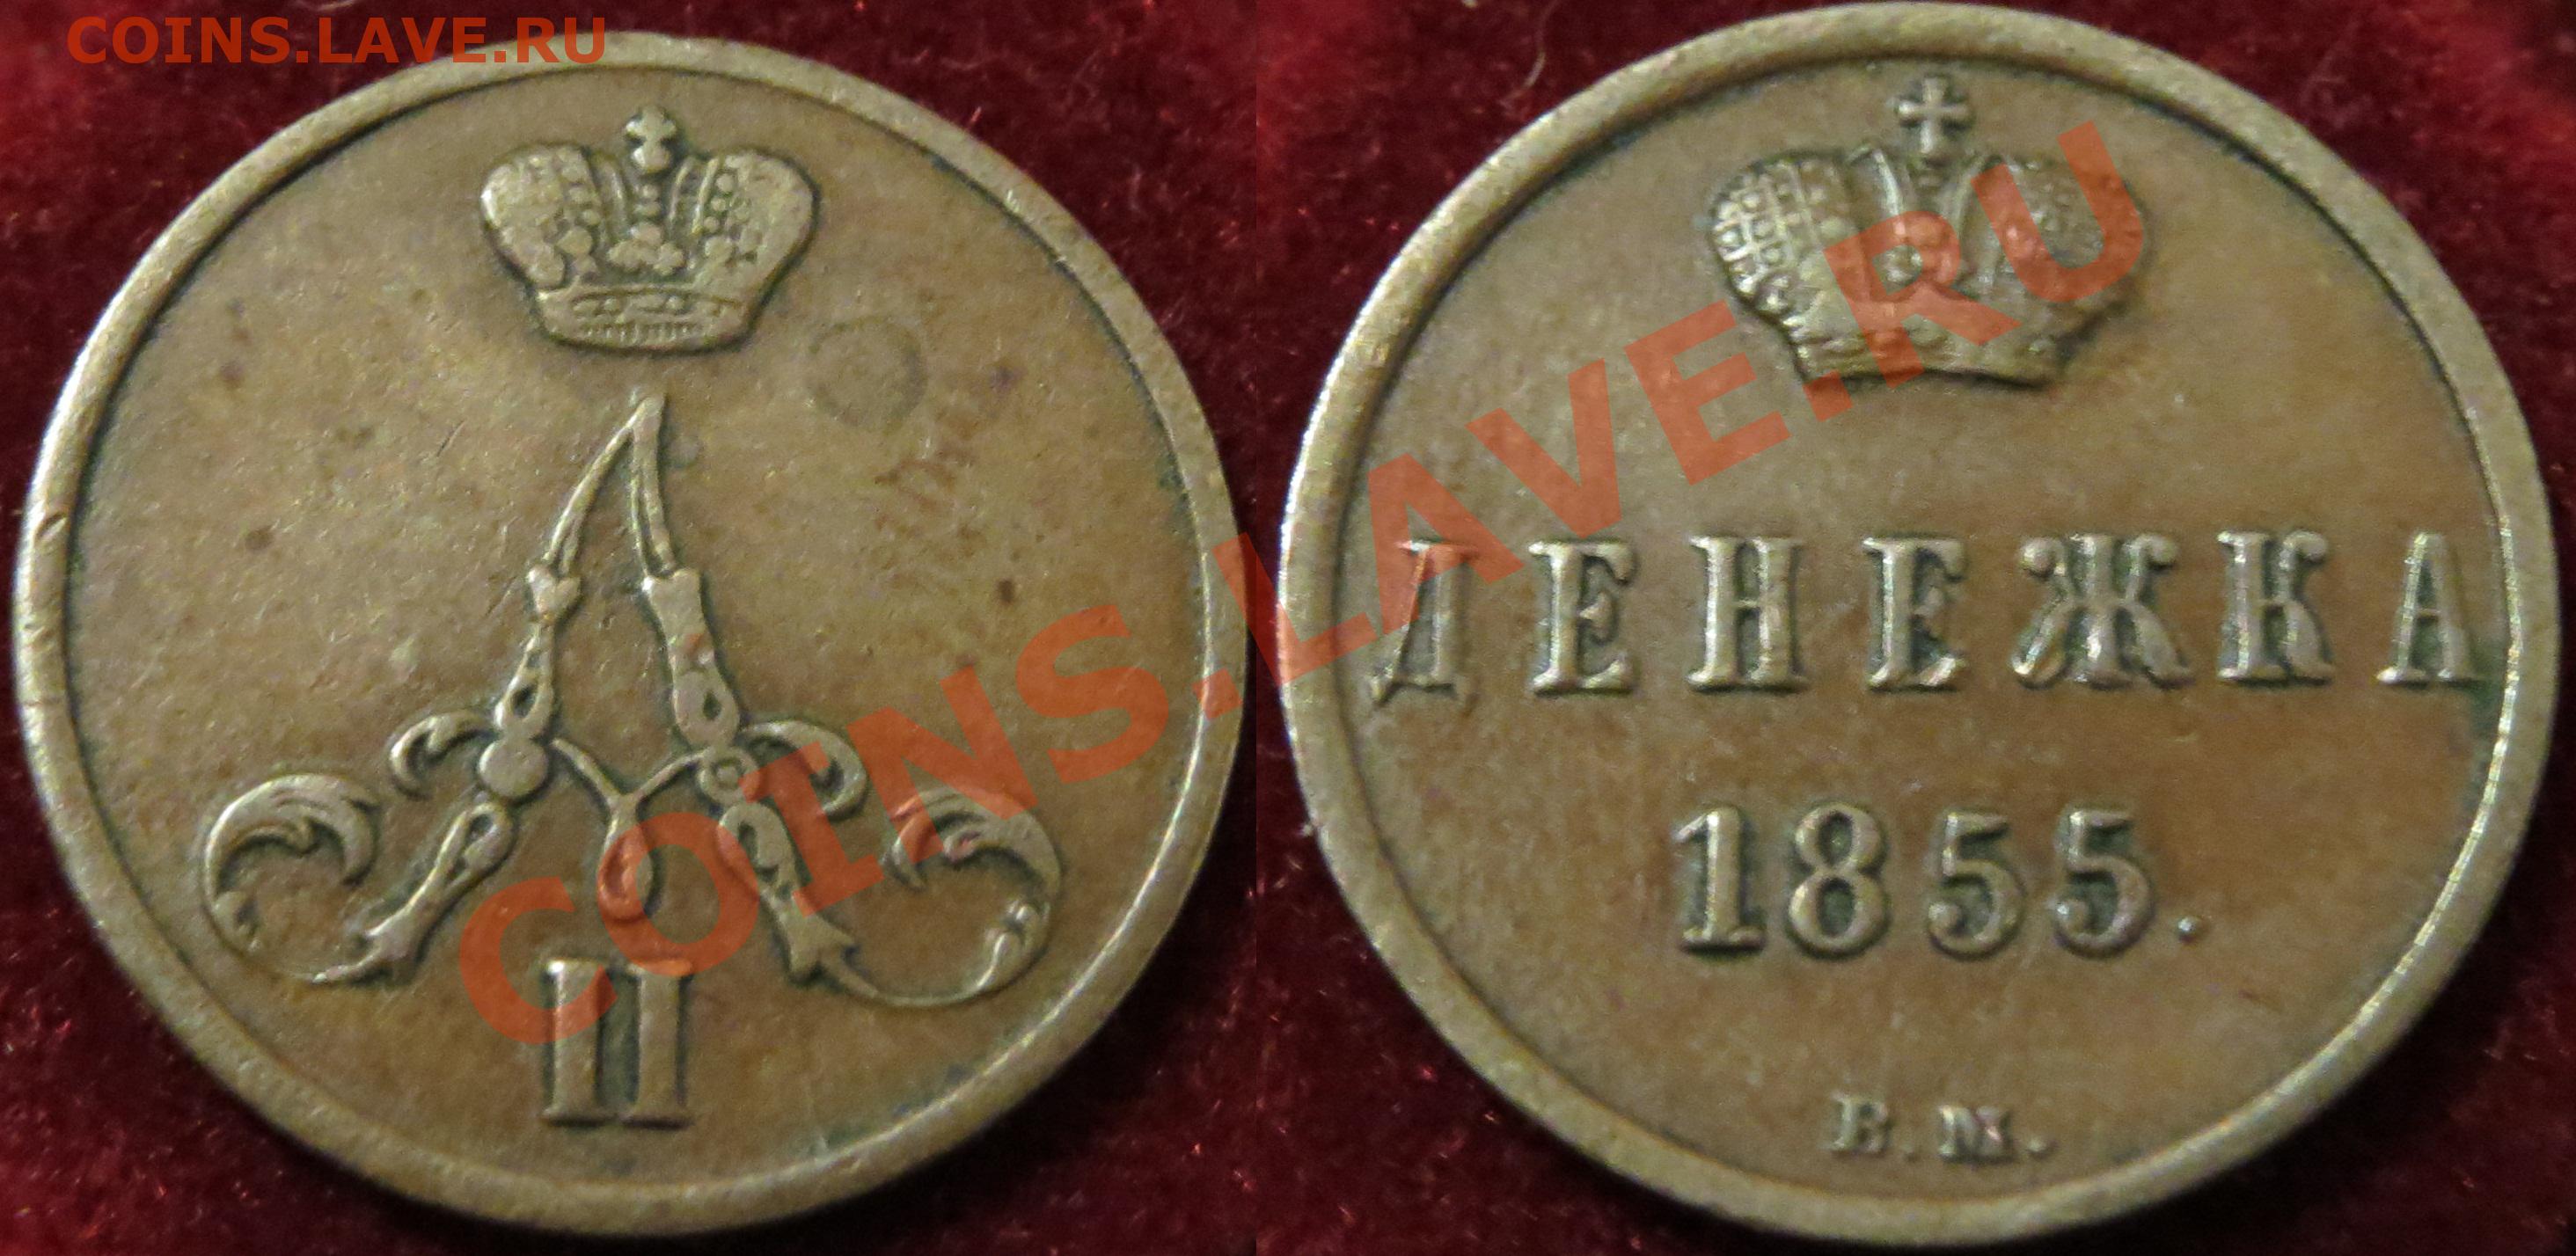 COINS.LAVE.RU
II
ДЕНЕЖКА
1855.
В.М.
COINS.LAVE.RU